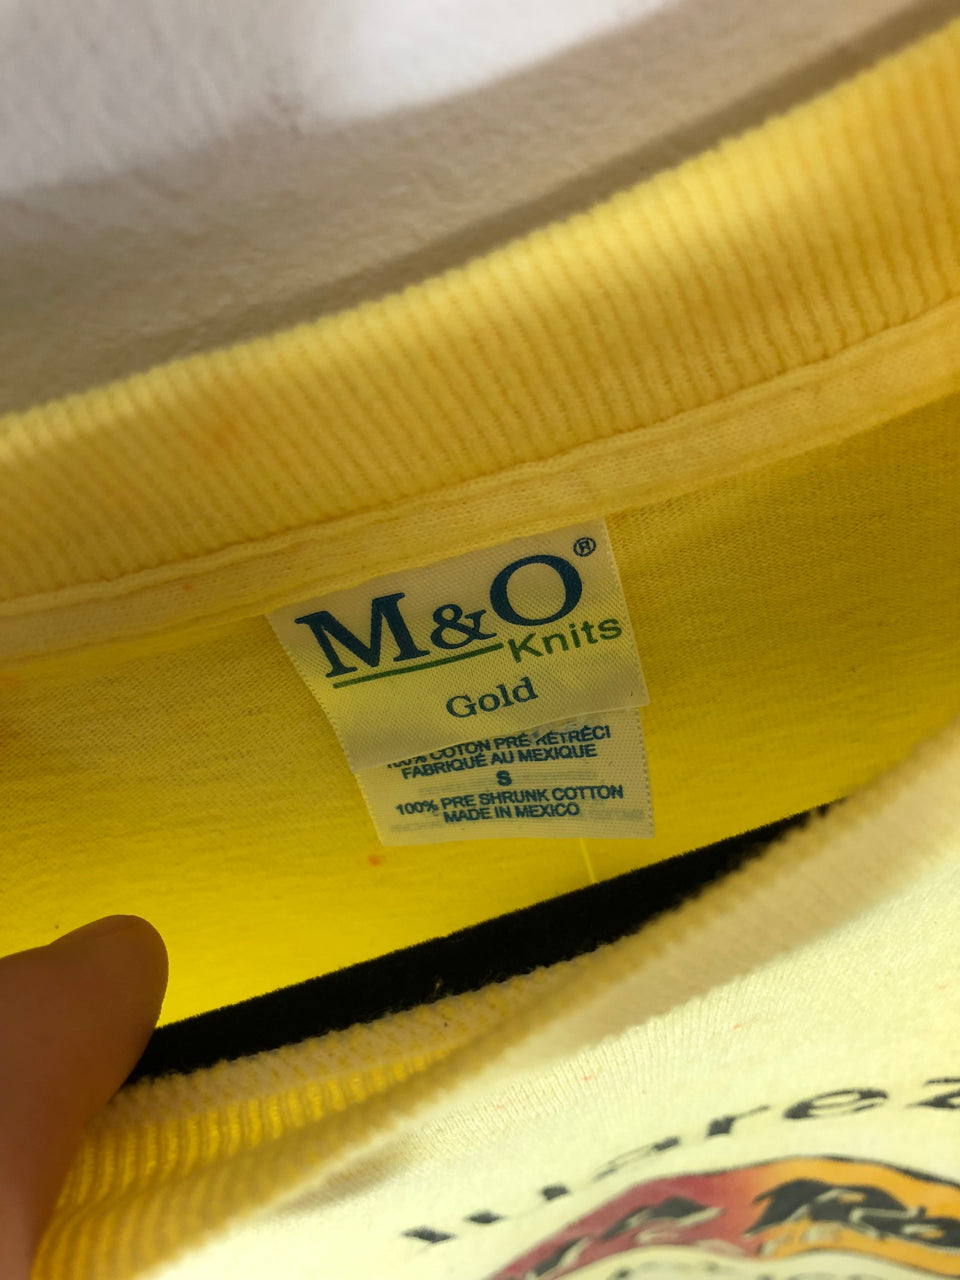 M&O®
Knits
Gold
100% COTON PRÉ RÉTRÉCI
FABRIQUÉ AU MEXIQUE
S
100% PRE SHRUNK COTTON
MADE IN MEXICO